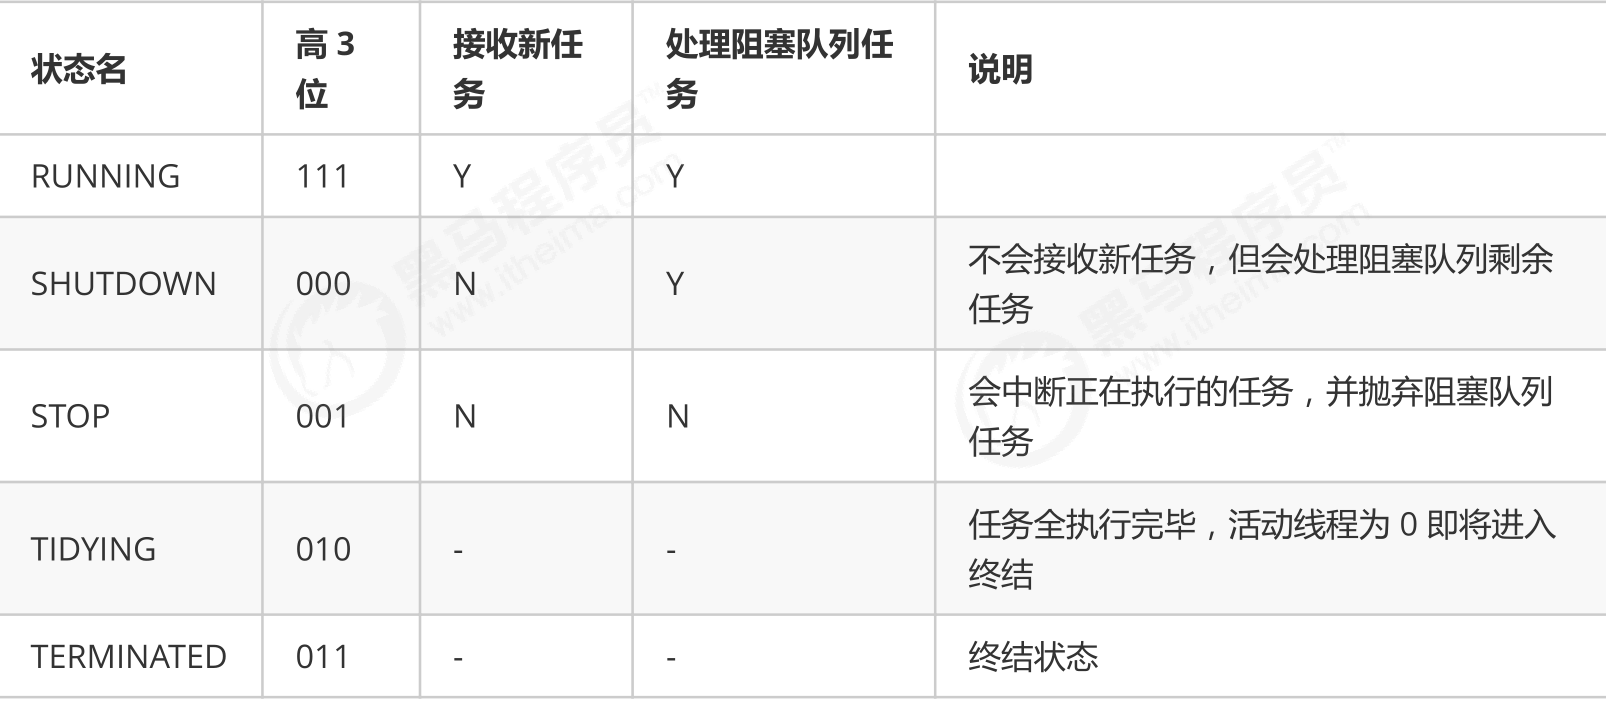 状态名
高 3
位
接收新任
务
处理阻塞队列任
务
说明
RUNNING
111
Y
Y
SHUTDOWN
000
N
Y
不会接收新任务，但会处理阻塞队列剩余
任务
STOP
001
N
N
会中断正在执行的任务，并抛弃阻塞队列
任务
TIDYING
010
-
-
任务全执行完毕，活动线程为 0 即将进入
终结
TERMINATED
011
-
-
终结状态
黑马程序员™
www.itheima.com
黑马程序员™
www.itheima.com